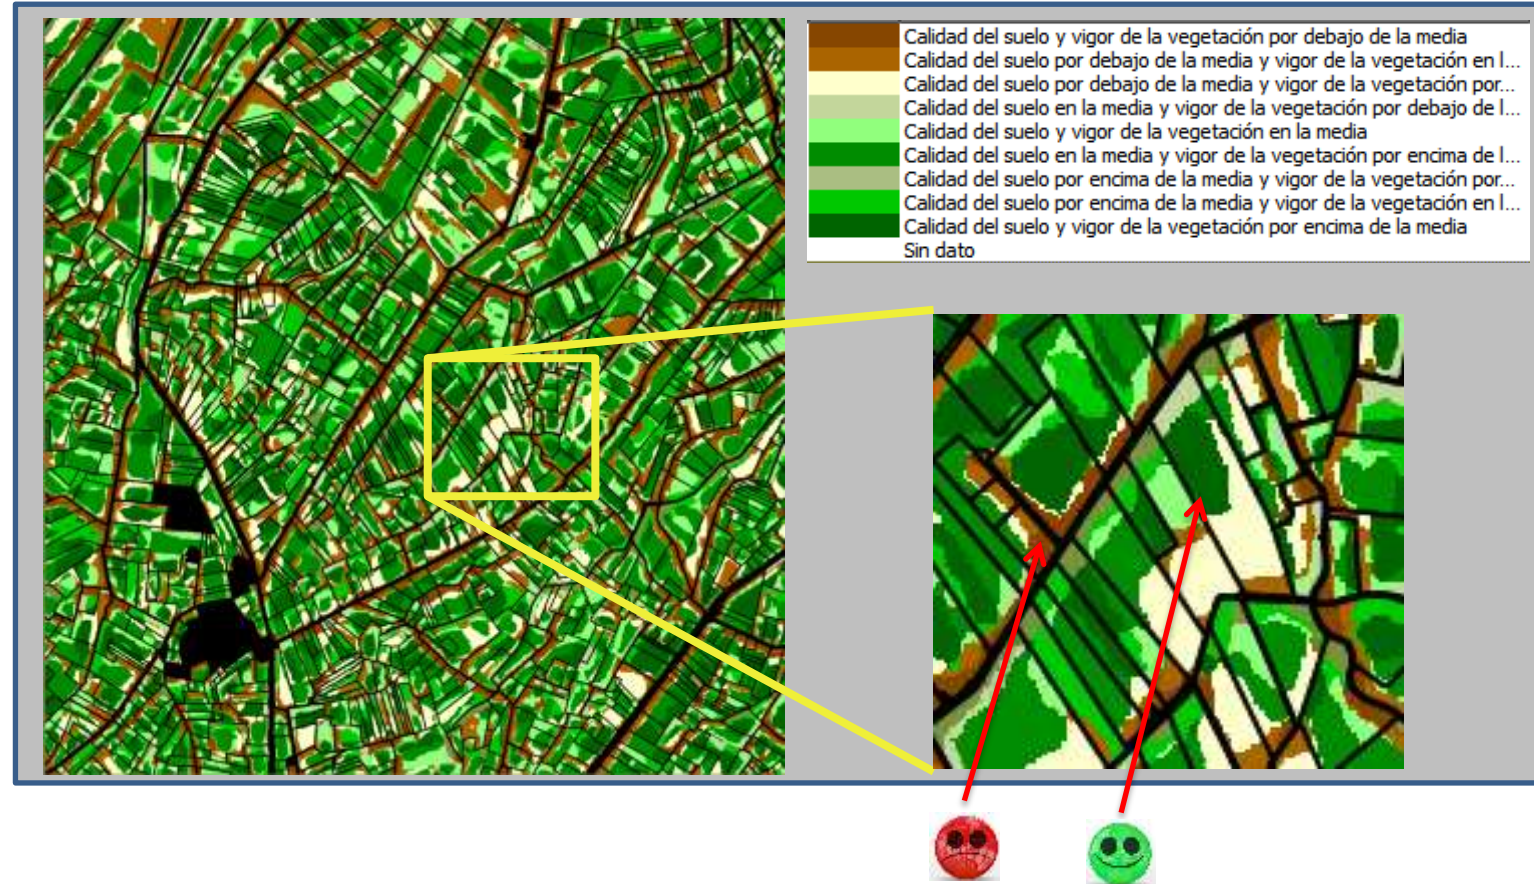 Calidad del suelo y vigor de la vegetación por debajo de la media
Calidad del suelo por debajo de la media y vigor de la vegetación en l...
Calidad del suelo por debajo de la media y vigor de la vegetación por...
Calidad del suelo en la media y vigor de la vegetación por debajo de l...
Calidad del suelo y vigor de la vegetación en la media
Calidad del suelo en la media y vigor de la vegetación por encima de l...
Calidad del suelo por encima de la media y vigor de la vegetación por...
Calidad del suelo por encima de la media y vigor de la vegetación en l...
Calidad del suelo y vigor de la vegetación por encima de la media
Sin dato